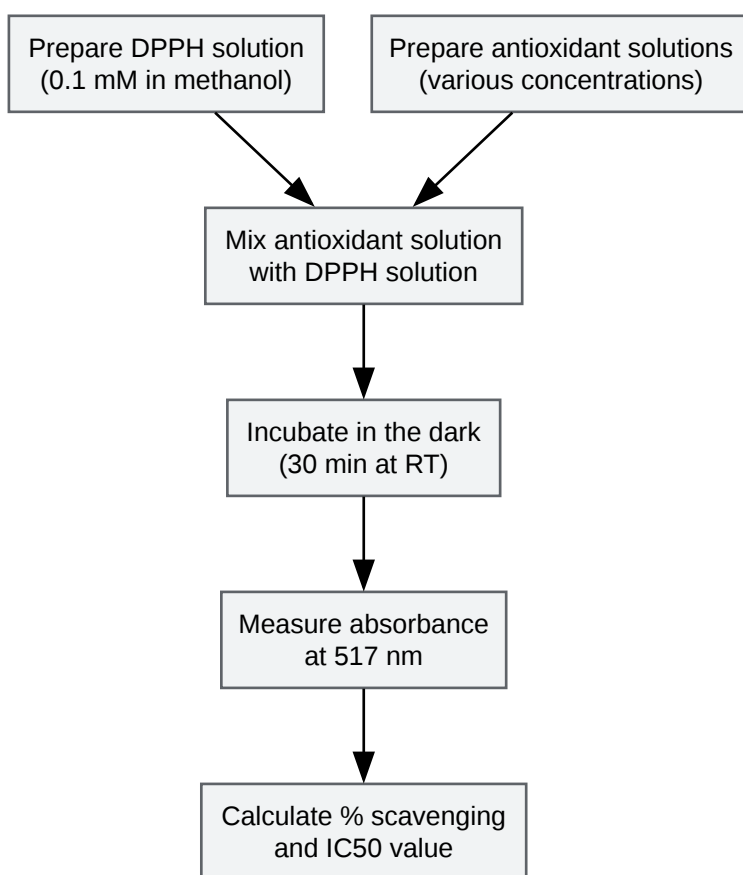 Prepare DPPH solution
(0.1 mM in methanol)
Prepare antioxidant solutions
(various concentrations)
Mix antioxidant solution
with DPPH solution
Incubate in the dark
(30 min at RT)
Measure absorbance
at 517 nm
Calculate % scavenging
and IC50 value